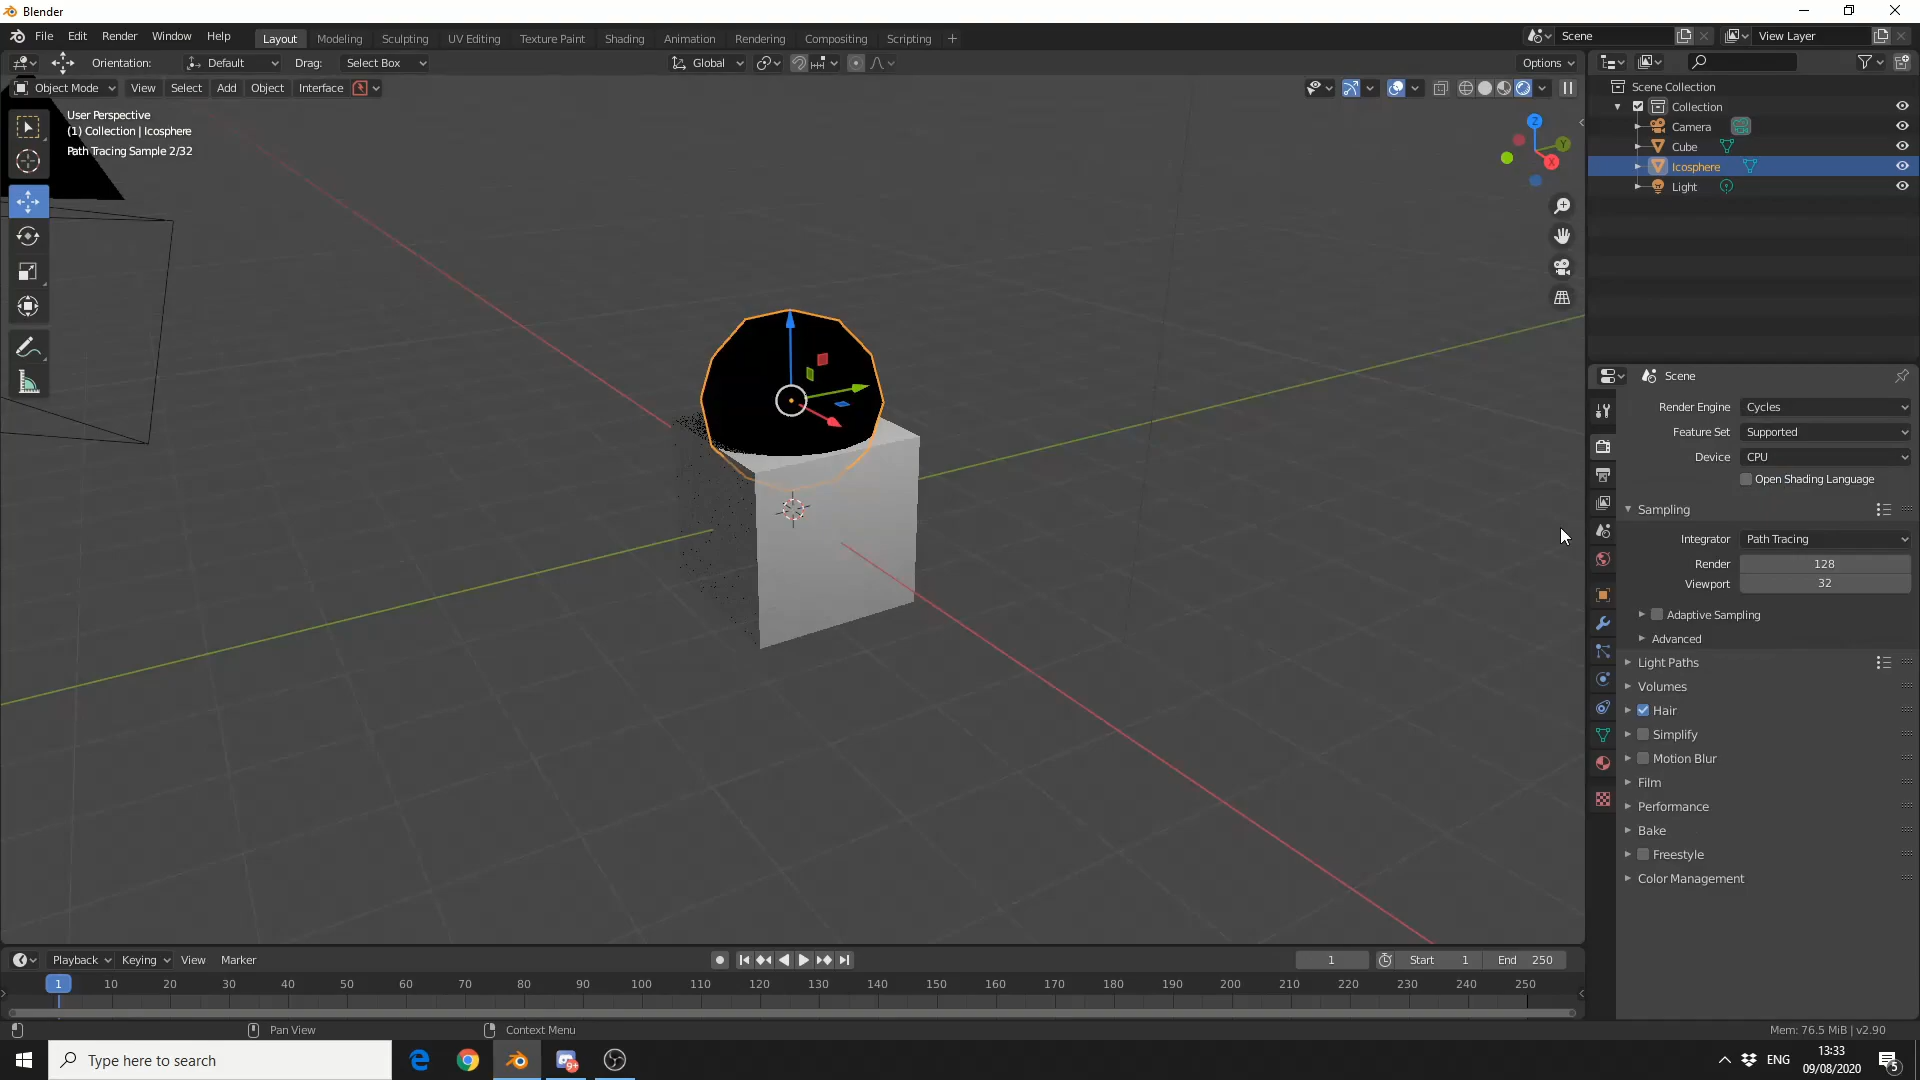 Blender
File Edit Render Window Help
Layout Modeling Sculpting UV Editing Texture Paint Shading Animation Rendering Compositing Scripting +
Scene
View Layer
Orientation: Default Drag: Select Box
Global
Options
Object Mode View Select Add Object Interface
User Perspective
(1) Collection | Icosphere
Path Tracing Sample 2/32
Z
Y
X
Scene Collection
Collection
Camera
Cube
Icosphere
Light
Scene
Render Engine Cycles
Feature Set Supported
Device CPU
Open Shading Language
Sampling
Integrator Path Tracing
Render 128
Viewport 32
Adaptive Sampling
Advanced
Light Paths
Volumes
Hair
Simplify
Motion Blur
Film
Performance
Bake
Freestyle
Color Management
Playback Keying View Marker
1 Start 1 End 250
1 10 20 30 40 50 60 70 80 90 100 110 120 130 140 150 160 170 180 190 200 210 220 230 240 250
Pan View Context Menu
Mem: 76.5 MiB | v2.90
Type here to search
9+
ENG
13:33
09/08/2020
5